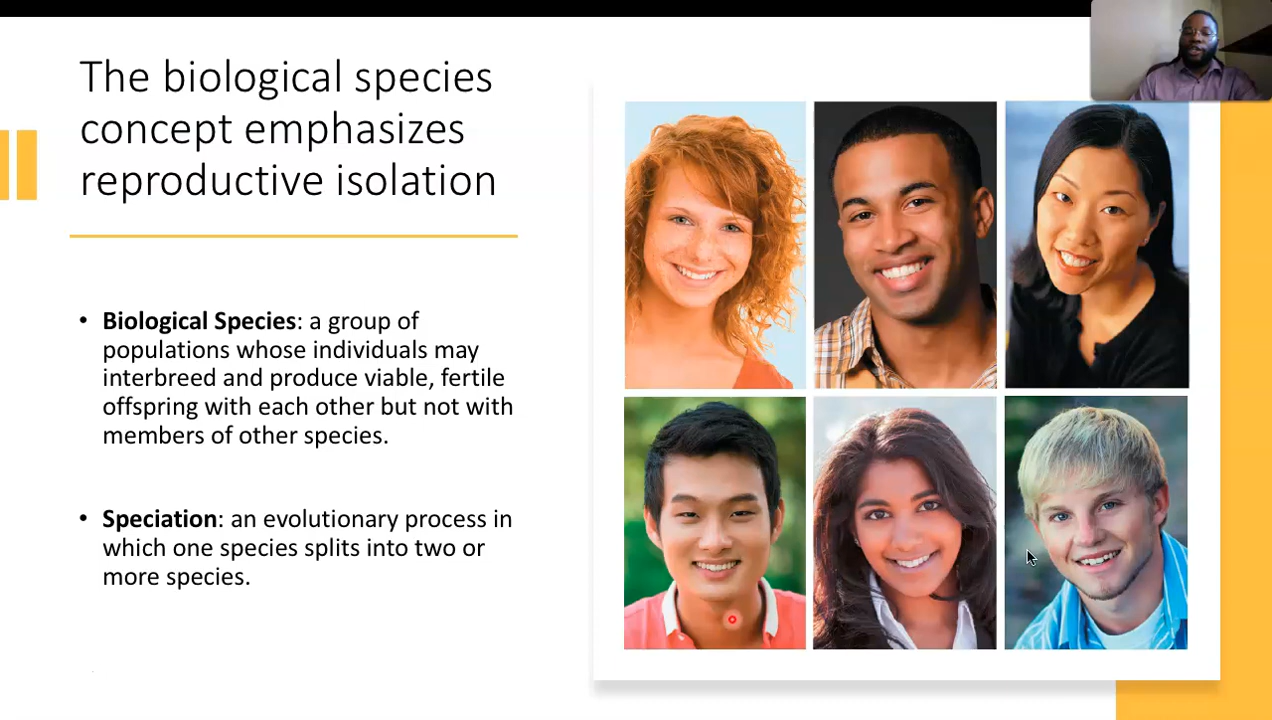 The biological species
concept emphasizes
reproductive isolation
• Biological Species: a group of
populations whose individuals may
interbreed and produce viable, fertile
offspring with each other but not with
members of other species.
• Speciation: an evolutionary process in
which one species splits into two or
more species.